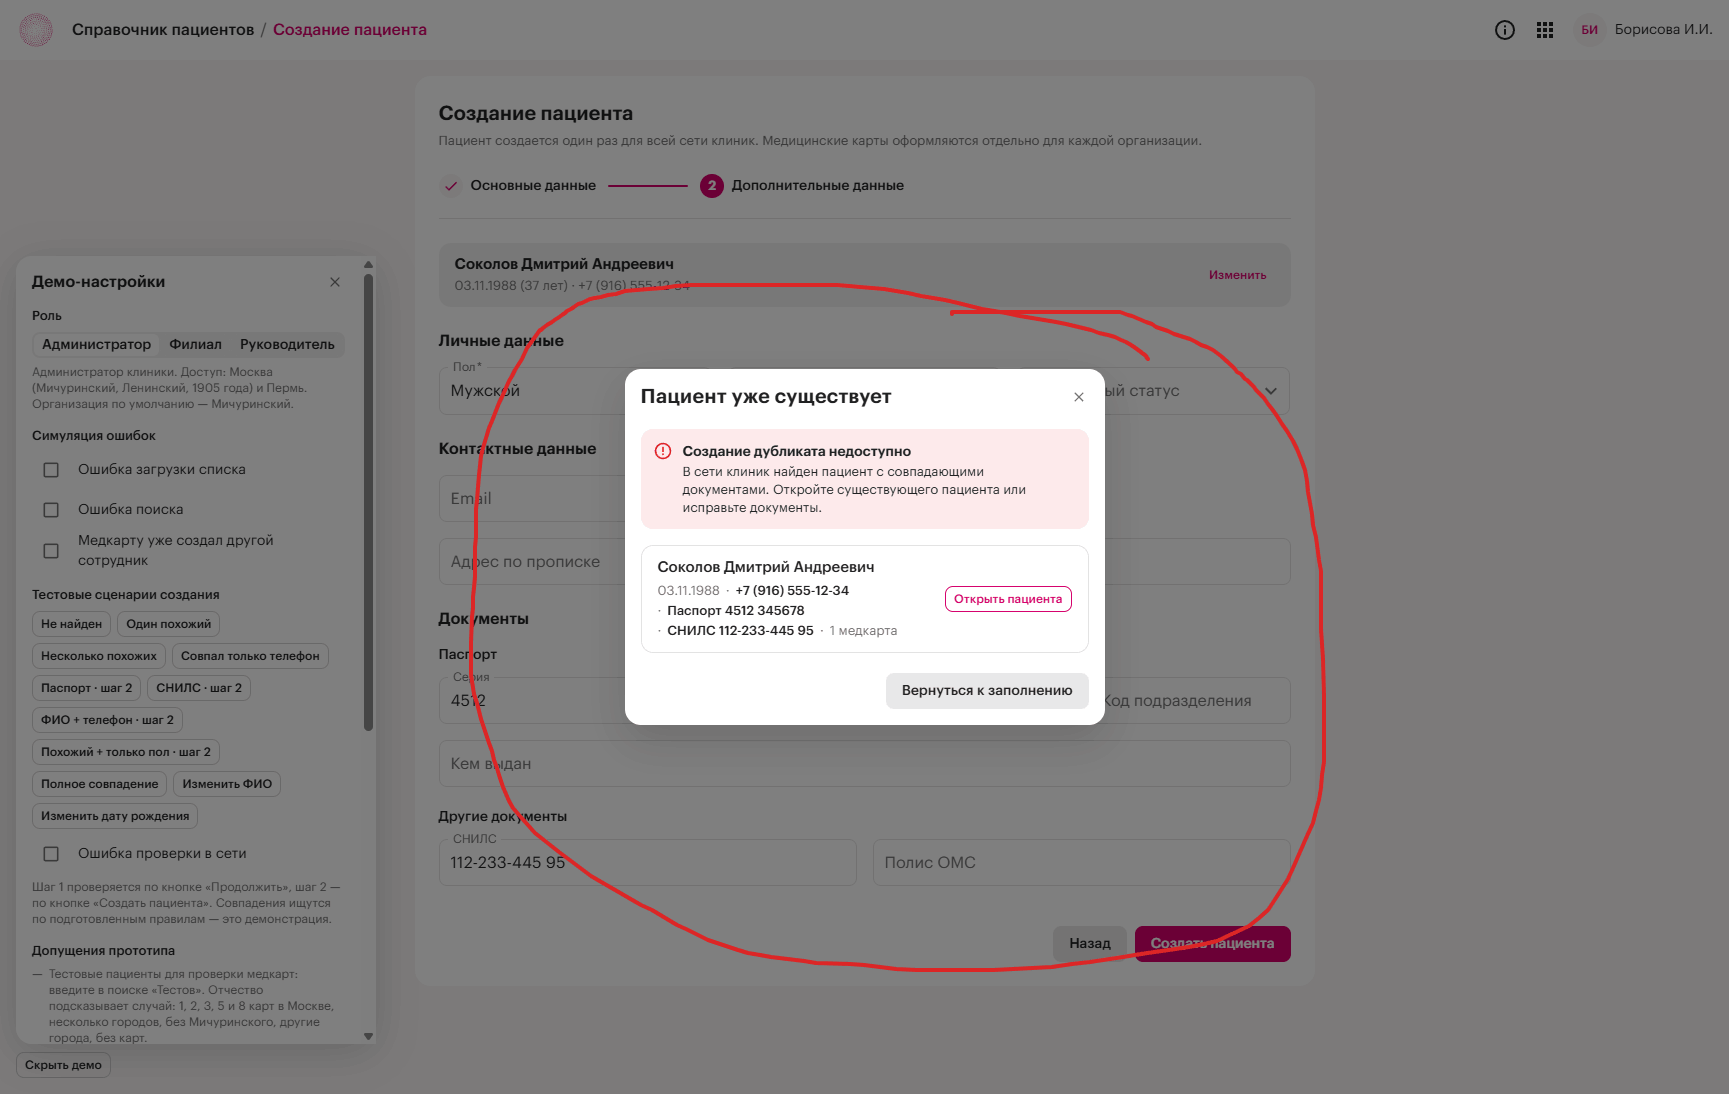 Справочник пациентов / Создание пациента
БИ Борисова И.И.
Создание пациента
Пациент создается один раз для всей сети клиник. Медицинские карты оформляются отдельно для каждой организации.
Основные данные 2 Дополнительные данные
Соколов Дмитрий Андреевич
03.11.1988 (37 лет) · +7 (916) 555-12-34
Изменить
Личные данные
Пол*
Мужской
ый статус
Контактные данные
Email
Адрес по прописке
Документы
Паспорт
Серия
4512
Код подразделения
Кем выдан
Другие документы
СНИЛС
112-233-445 95
Полис ОМС
Назад
Создать пациента
Пациент уже существует
Создание дубликата недоступно
В сети клиник найден пациент с совпадающими
документами. Откройте существующего пациента или
исправьте документы.
Соколов Дмитрий Андреевич
03.11.1988 · +7 (916) 555-12-34
· Паспорт 4512 345678
· СНИЛС 112-233-445 95 · 1 медкарта
Открыть пациента
Вернуться к заполнению
Демо-настройки
Роль
Администратор Филиал Руководитель
Администратор клиники. Доступ: Москва
(Мичуринский, Ленинский, 1905 года) и Пермь.
Организация по умолчанию — Мичуринский.
Симуляция ошибок
Ошибка загрузки списка
Ошибка поиска
Медкарту уже создал другой
сотрудник
Тестовые сценарии создания
Не найден Один похожий
Несколько похожих Совпал только телефон
Паспорт · шаг 2 СНИЛС · шаг 2
ФИО + телефон · шаг 2
Похожий + только пол · шаг 2
Полное совпадение Изменить ФИО
Изменить дату рождения
Ошибка проверки в сети
Шаг 1 проверяется по кнопке «Продолжить», шаг 2 —
по кнопке «Создать пациента». Совпадения ищутся
по подготовленным правилам — это демонстрация.
Допущения прототипа
— Тестовые пациенты для проверки медкарт:
введите в поиске «Тестов». Отчество
подсказывает случай: 1, 2, 3, 5 и 8 карт в Москве,
несколько городов, без Мичуринского, другие
города, без карт.
Скрыть демо